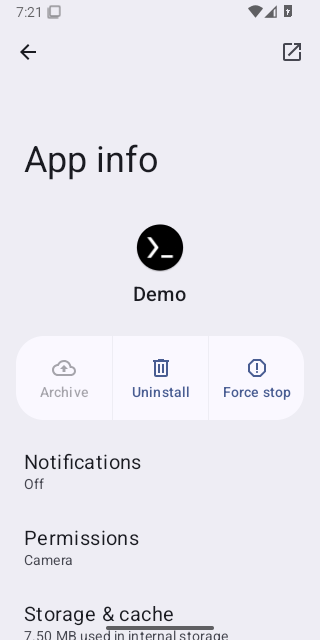 7:21
App info
Demo
Archive
Uninstall
Force stop
Notifications
Off
Permissions
Camera
Storage & cache
7.50 MB used in internal storage